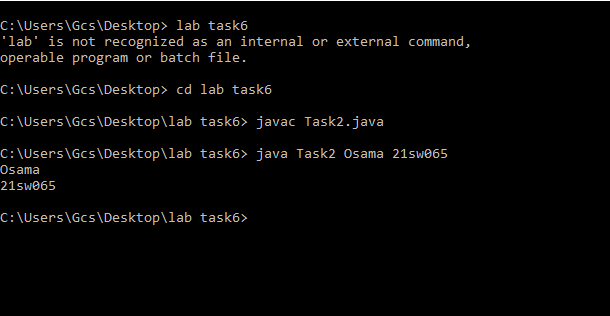 C:\Users\Gcs\Desktop> lab task6
'lab' is not recognized as an internal or external command,
operable program or batch file.
C:\Users\Gcs\Desktop> cd lab task6
C:\Users\Gcs\Desktop\lab task6> javac Task2.java
C:\Users\Gcs\Desktop\lab task6> java Task2 Osama 21sw065
Osama
21sw065
C:\Users\Gcs\Desktop\lab task6>